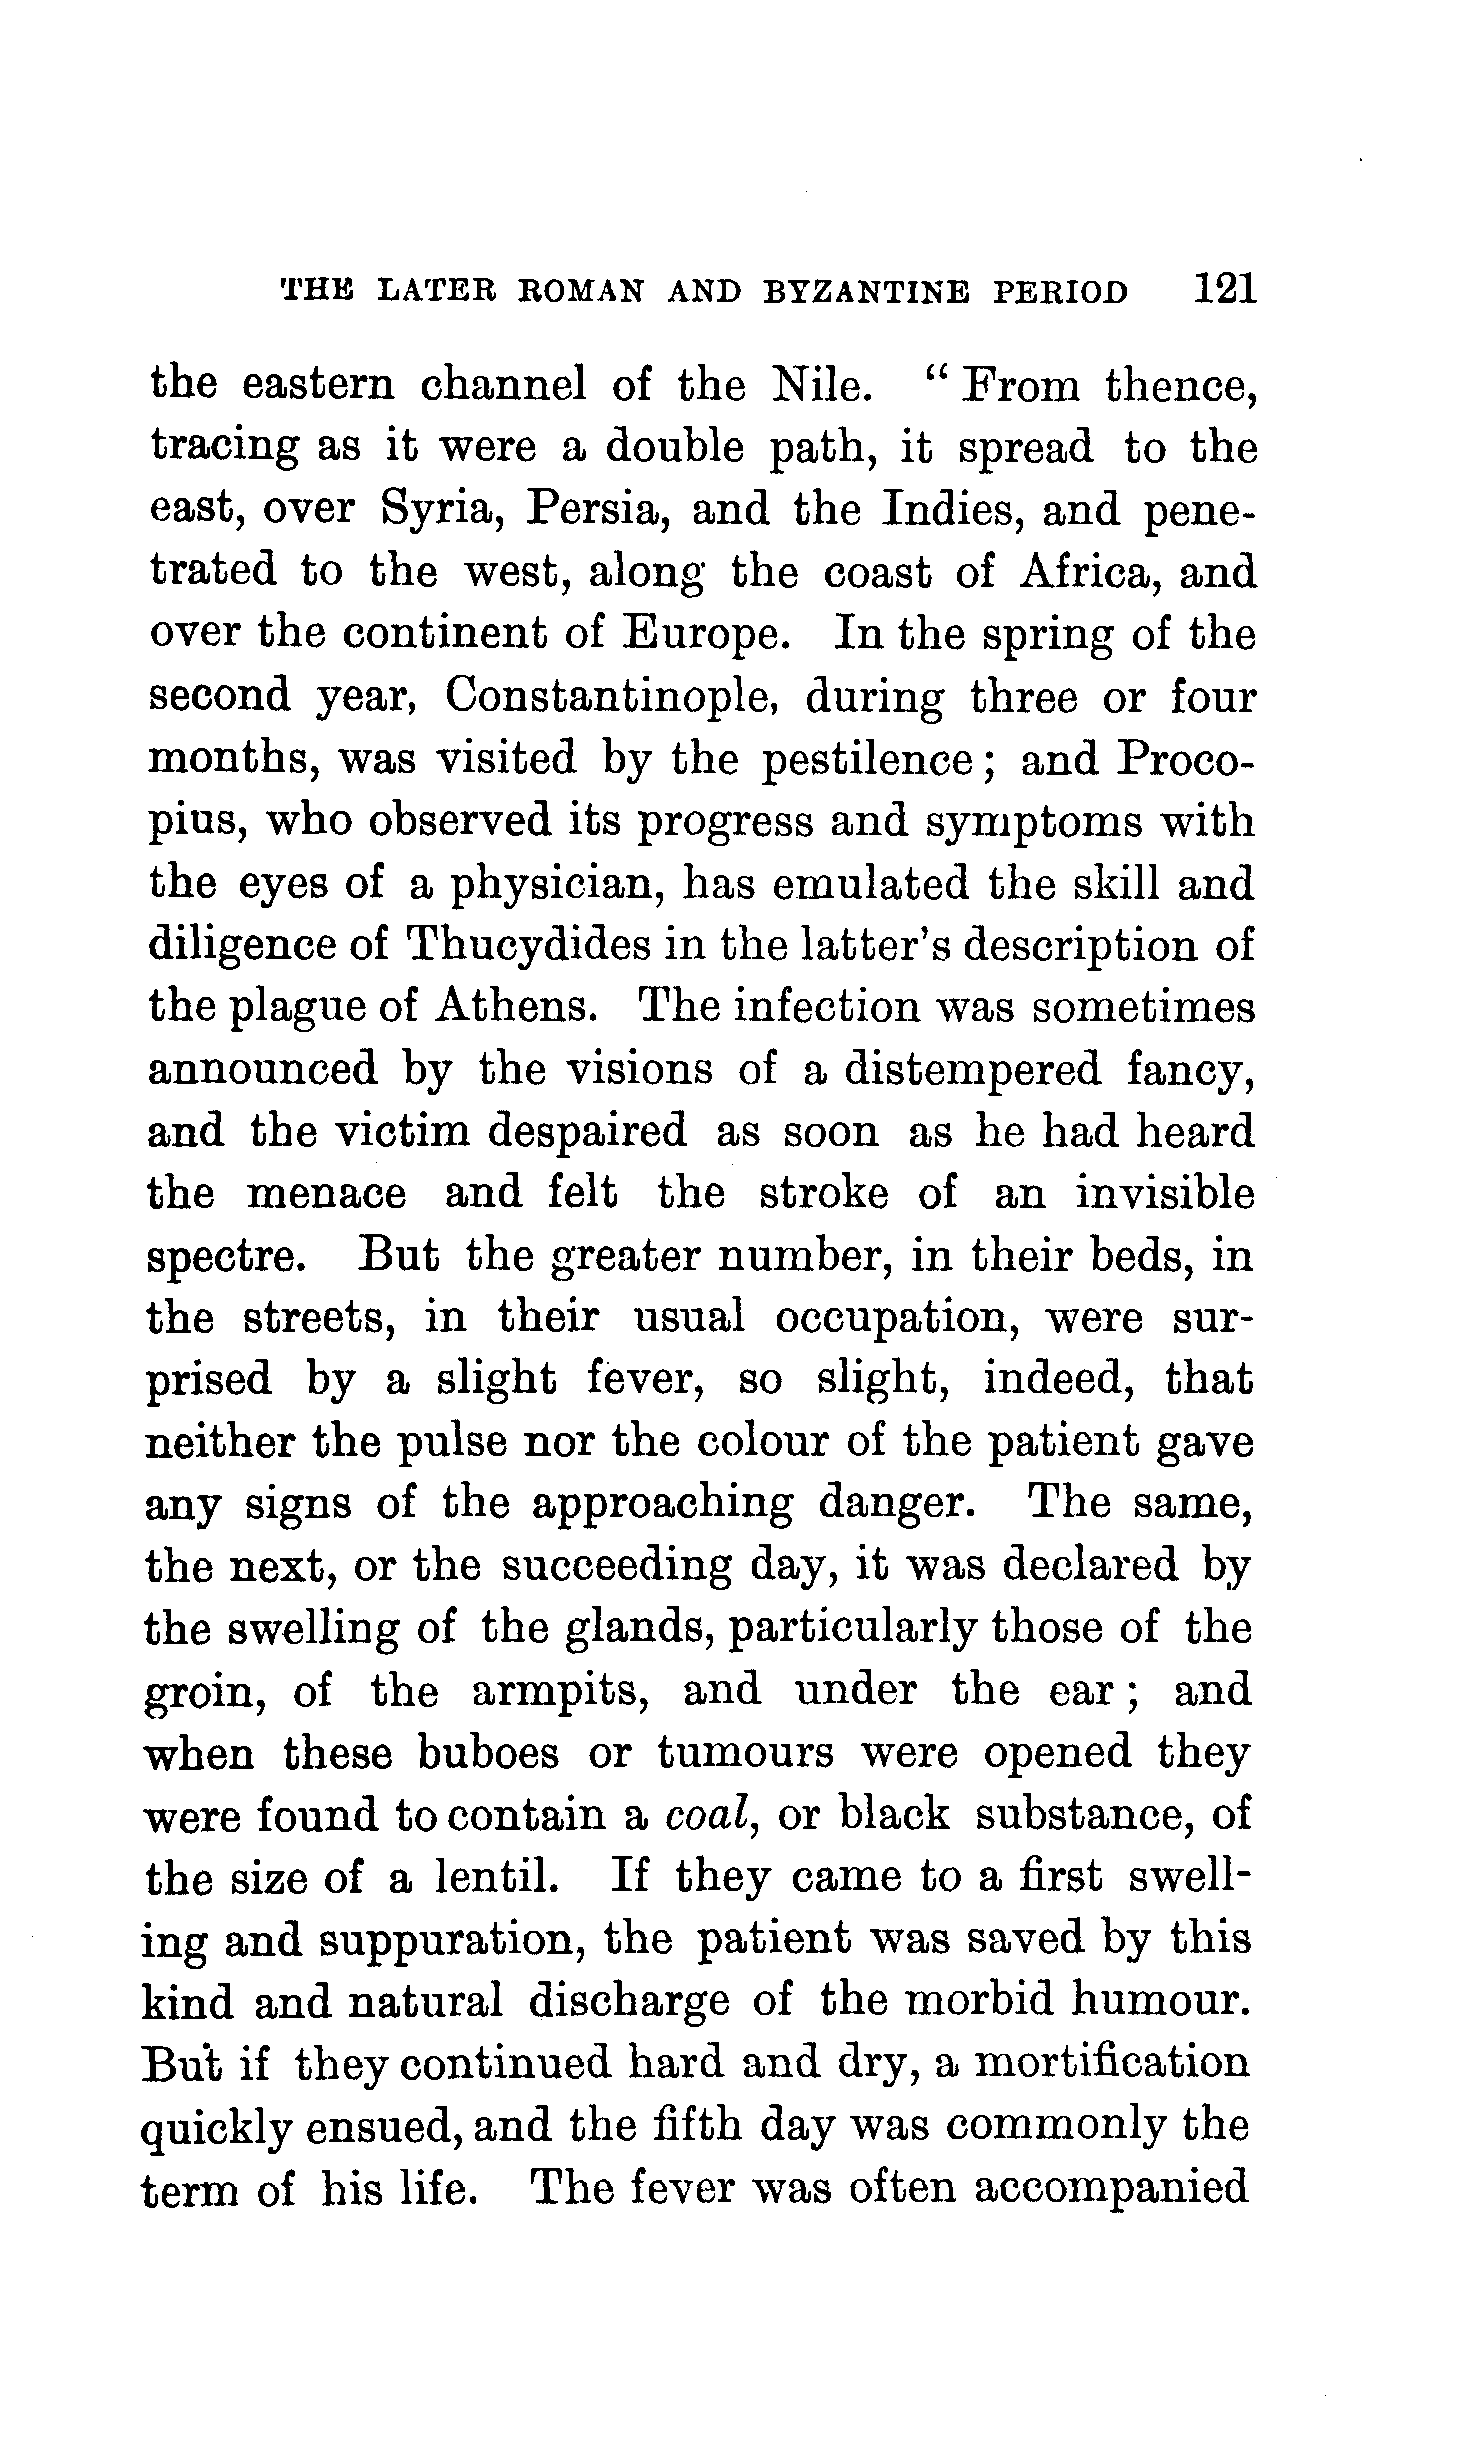 THE LATER ROMAN AND BYZANTINE PERIOD 121
the eastern channel of the Nile. “ From thence,
tracing as it were a double path, it spread to the
east, over Syria, Persia, and the Indies, and pene-
trated to the west, along the coast of Africa, and
over the continent of Europe. In the spring of the
second year, Constantinople, during three or four
months, was visited by the pestilence ; and Proco-
pius, who observed its progress and symptoms with
the eyes of a physician, has emulated the skill and
diligence of Thucydides in the latter’s description of
the plague of Athens. The infection was sometimes
announced by the visions of a distempered fancy,
and the victim despaired as soon as he had heard
the menace and felt the stroke of an invisible
spectre. But the greater number, in their beds, in
the streets, in their usual occupation, were sur-
prised by a slight fever, so slight, indeed, that
neither the pulse nor the colour of the patient gave
any signs of the approaching danger. The same,
the next, or the succeeding day, it was declared by
the swelling of the glands, particularly those of the
groin, of the armpits, and under the ear ; and
when these buboes or tumours were opened they
were found to contain a coal, or black substance, of
the size of a lentil. If they came to a first swell-
ing and suppuration, the patient was saved by this
kind and natural discharge of the morbid humour.
But if they continued hard and dry, a mortification
quickly ensued, and the fifth day was commonly the
term of his life. The fever was often accompanied